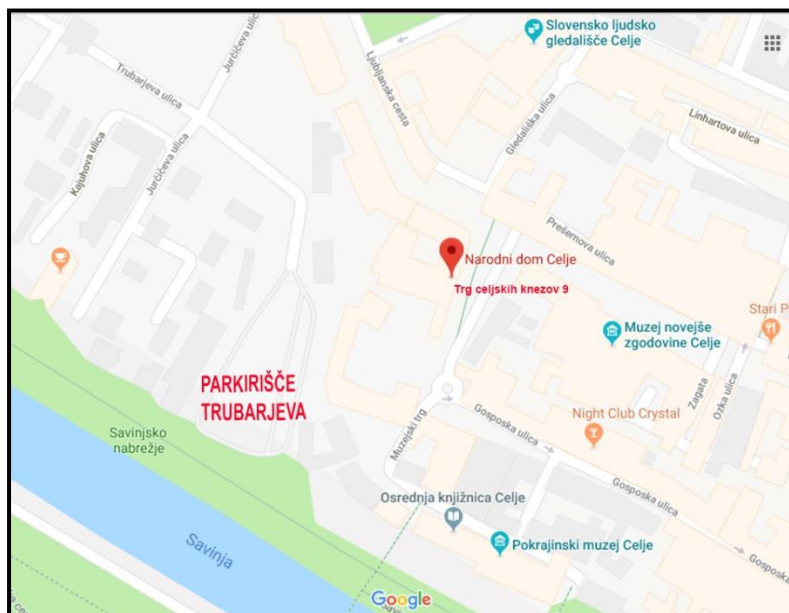 Slovensko ljudsko
gledališče Celje
Trubarjeva ulica
Jurčičeva ulica
Ljubljanska cesta
Gledališka ulica
Linhartova ulica
Kajuhova ulica
Jurčičeva ulica
Prešernova ulica
Narodni dom Celje
Trg celjskih knezov 9
Stari P
Muzej novejše
zgodovine Celje
PARKIRIŠČE
TRUBARJEVA
Zagata
Ozka ulica
Night Club Crystal
Gosposka ulica
Muzejski trg
Savinjsko
nabrežje
Gosposka ulica
Osrednja knjižnica Celje
Gosposka
Savinja
Pokrajinski muzej Celje
Google